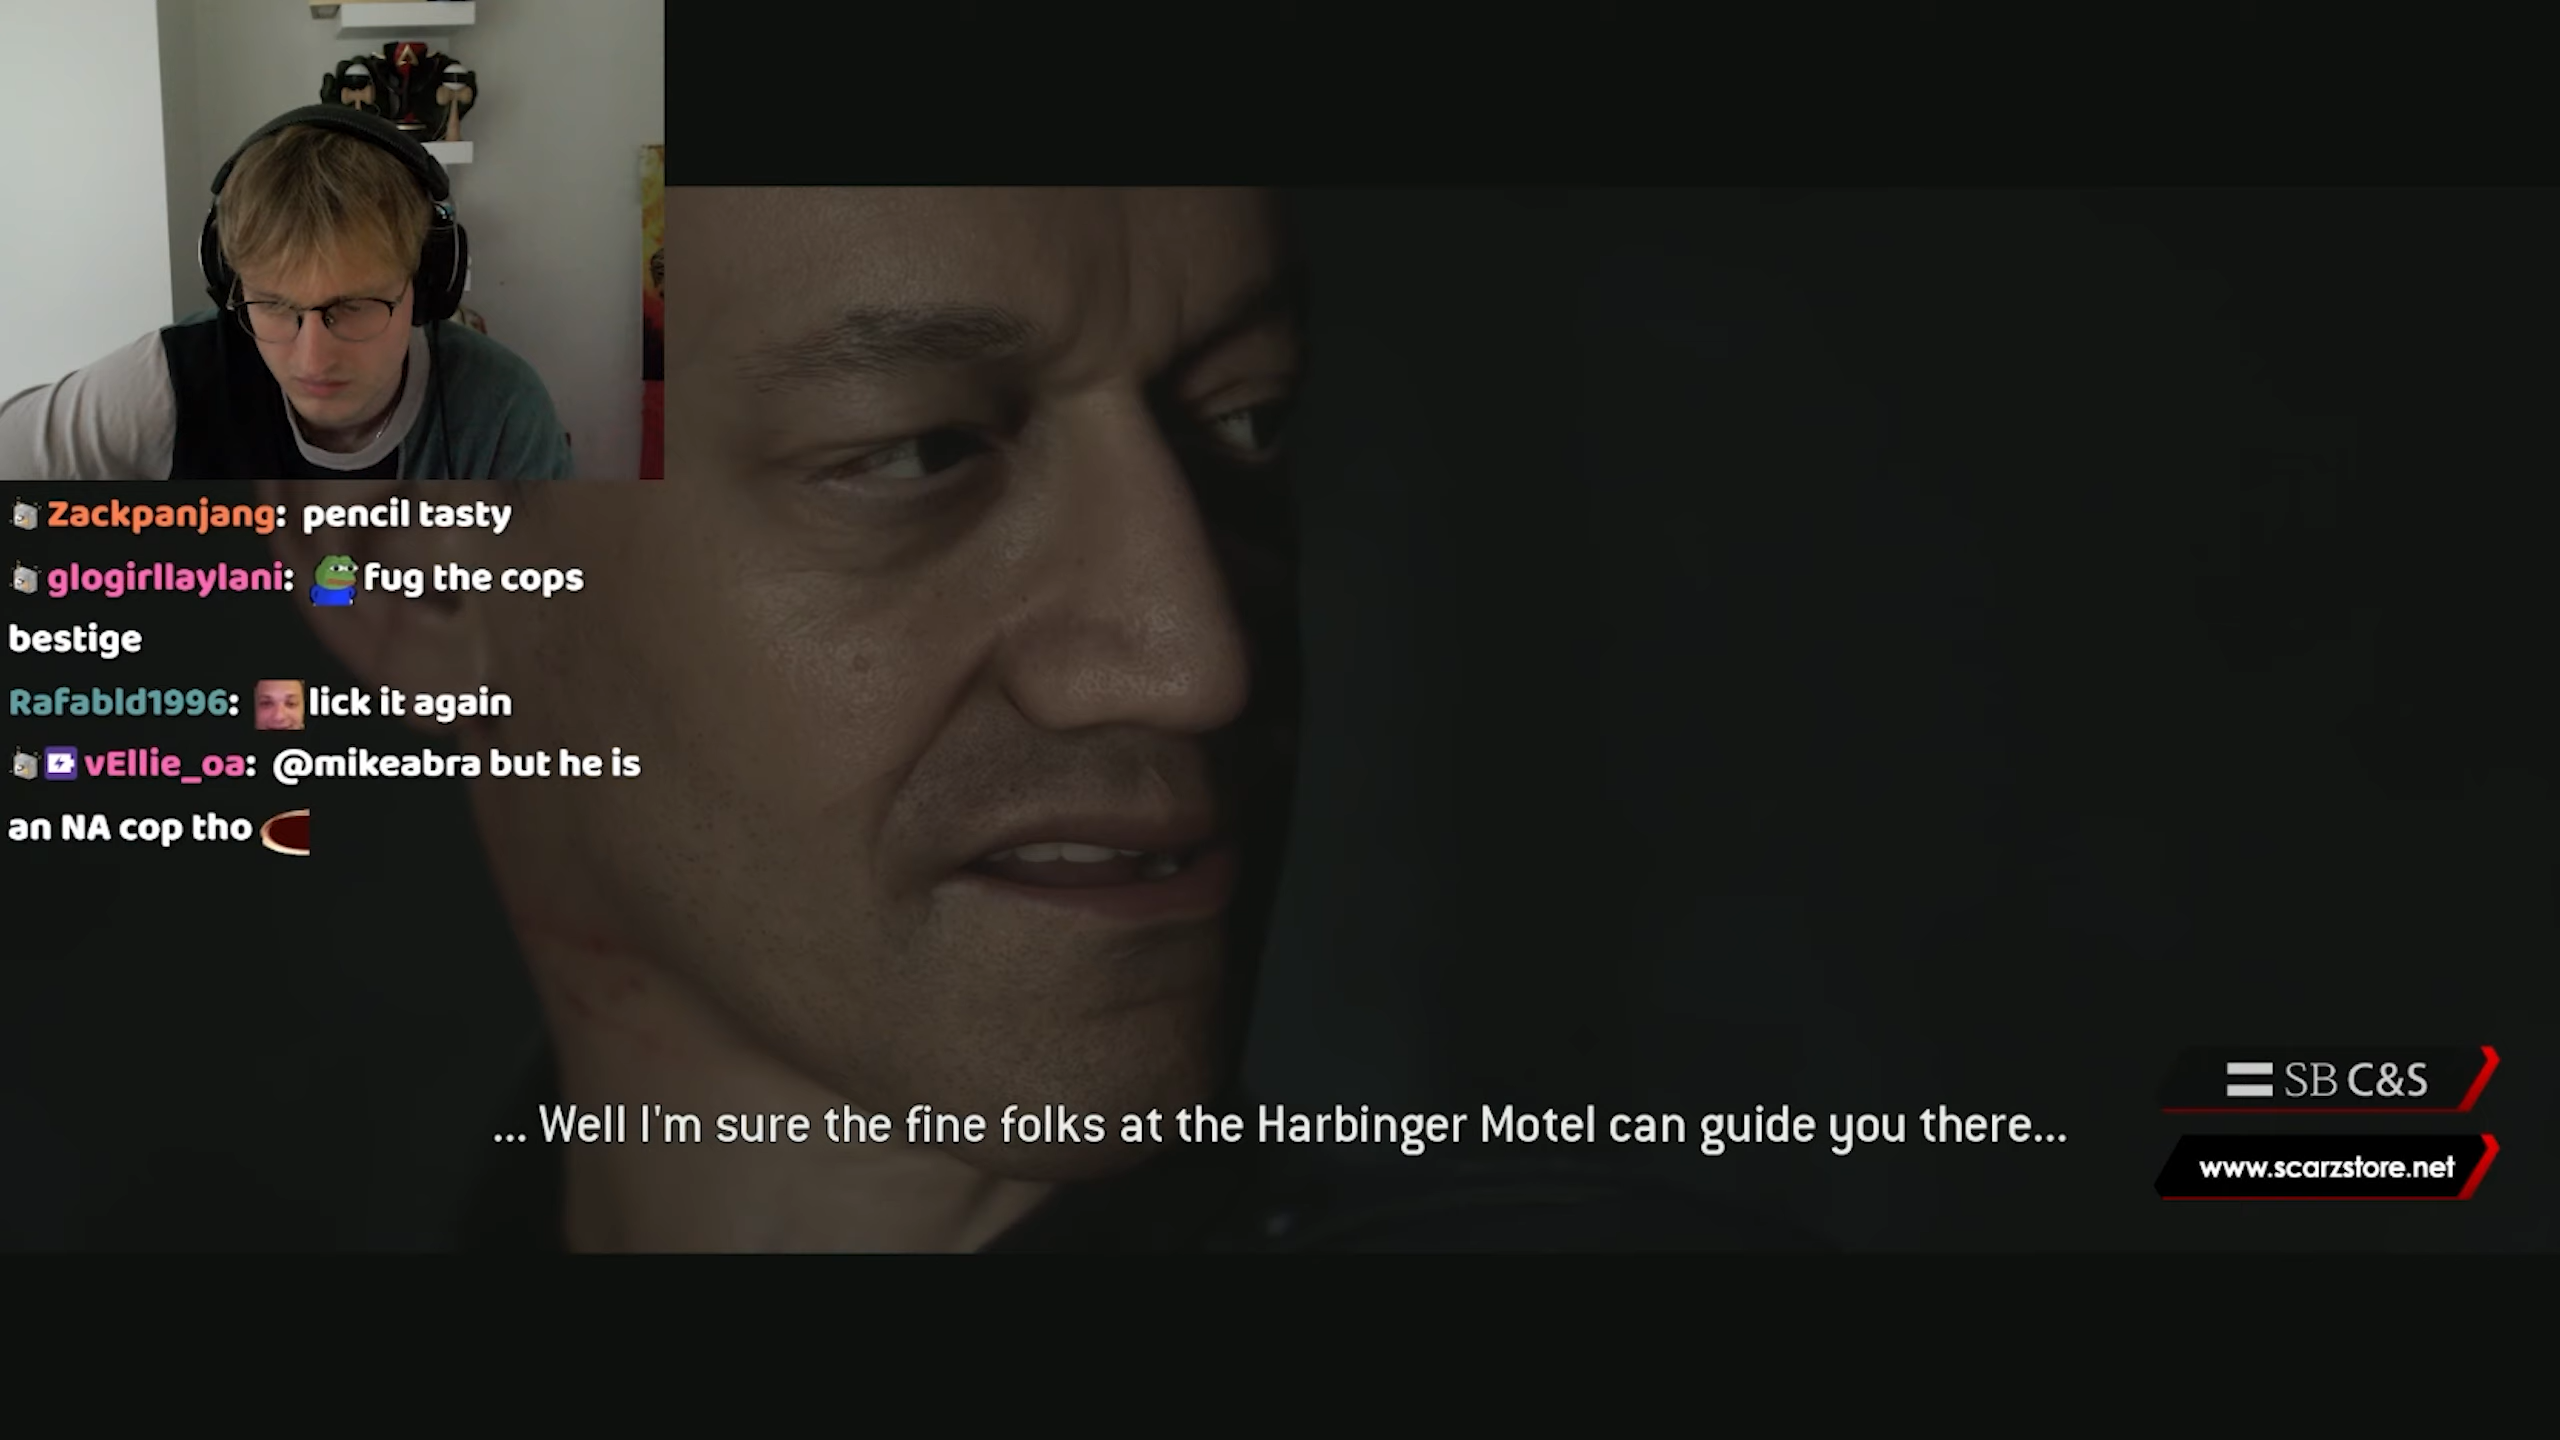 Zackpanjang: pencil tasty
glogirllaylani: fug the cops
bestige
Rafabld1996: lick it again
vEllie_oa: @mikeabra but he is
an NA cop tho
... Well I'm sure the fine folks at the Harbinger Motel can guide you there...
SB C&S
www.scarzstore.net